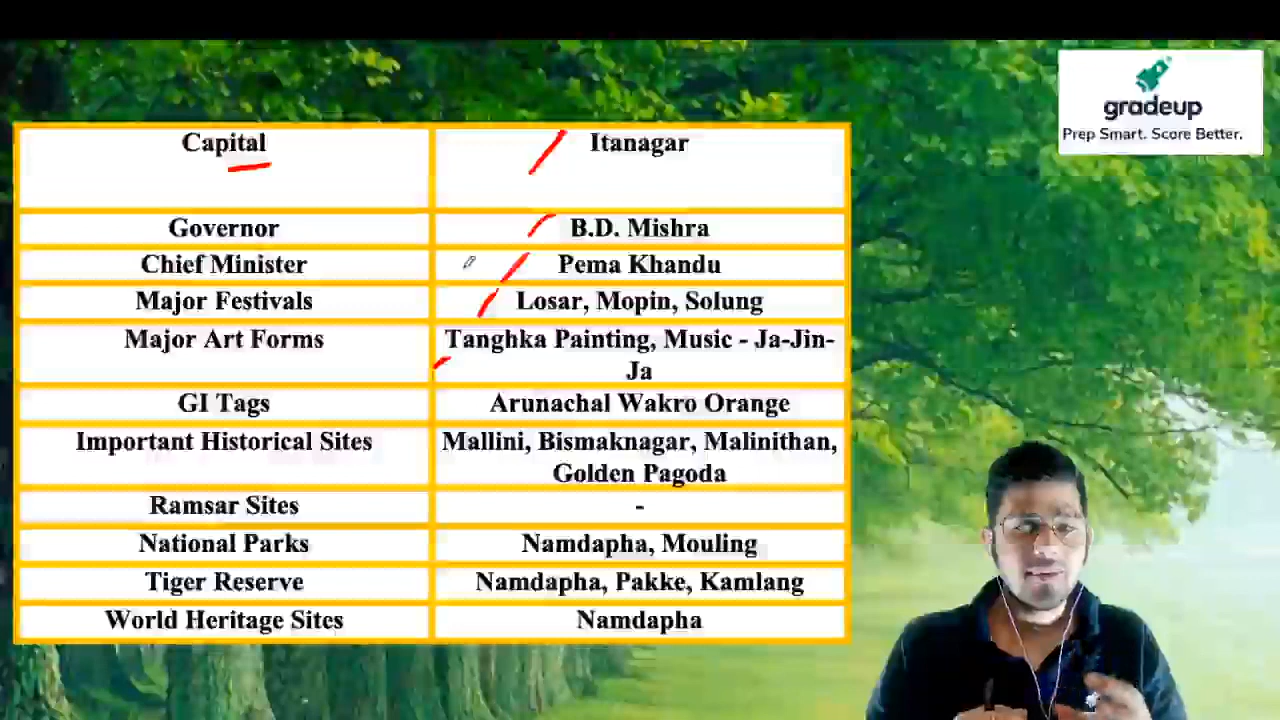 gradeup
Prep Smart. Score Better.
Capital Itanagar
Governor B.D. Mishra
Chief Minister Pema Khandu
Major Festivals Losar, Mopin, Solung
Major Art Forms Tanghka Painting, Music - Ja-Jin-
Ja
GI Tags Arunachal Wakro Orange
Important Historical Sites Mallini, Bismaknagar, Malinithan,
Golden Pagoda
Ramsar Sites -
National Parks Namdapha, Mouling
Tiger Reserve Namdapha, Pakke, Kamlang
World Heritage Sites Namdapha